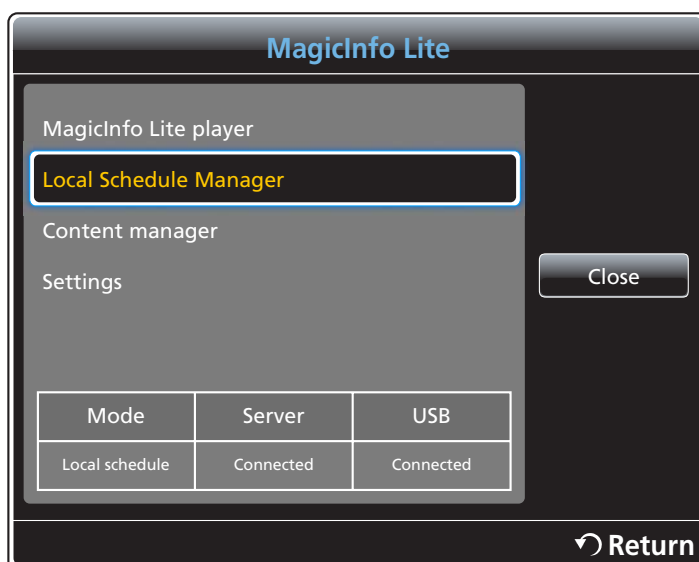 MagicInfo Lite
MagicInfo Lite player
Local Schedule Manager
Content manager
Settings
Close
Mode Server USB
Local schedule Connected Connected
Return